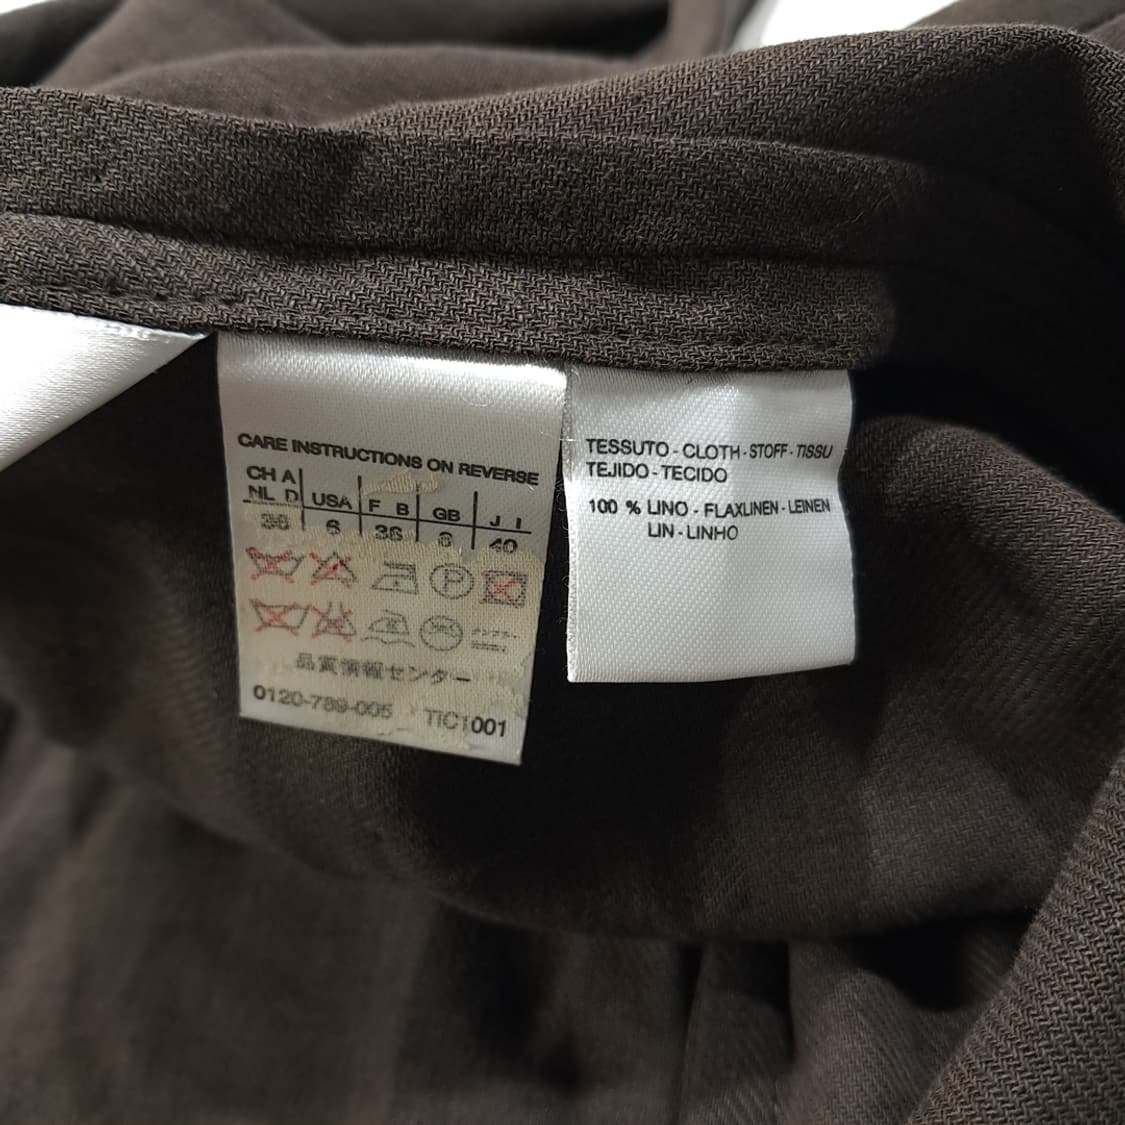 CARE INSTRUCTIONS ON REVERSE
CH A
NL D USA F B GB J I
36 6 38 8 40
P
品質情報センター
0120-789-005 TIC1001
TESSUTO - CLOTH - STOFF - TISSU
TEJIDO - TECIDO
100 % LINO - FLAXLINEN - LEINEN
LIN - LINHO